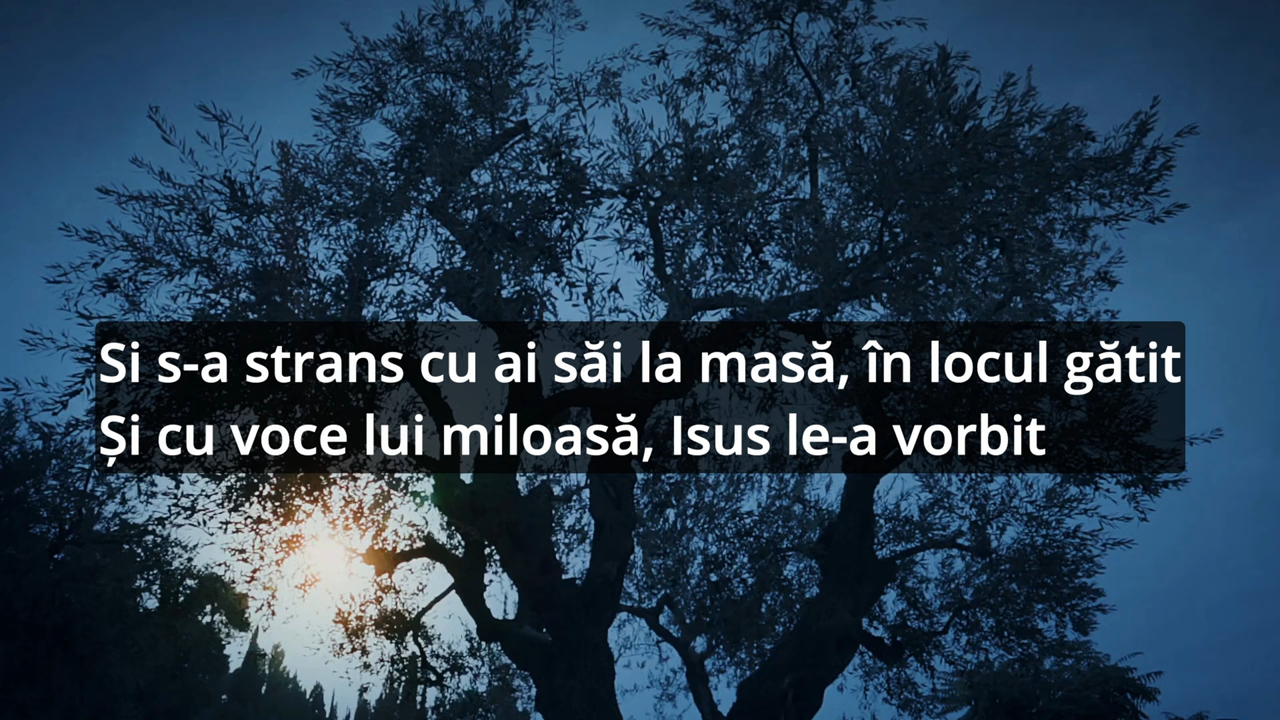 Si s-a strans cu ai săi la masă, în locul gătit
Și cu voce lui miloasă, Isus le-a vorbit